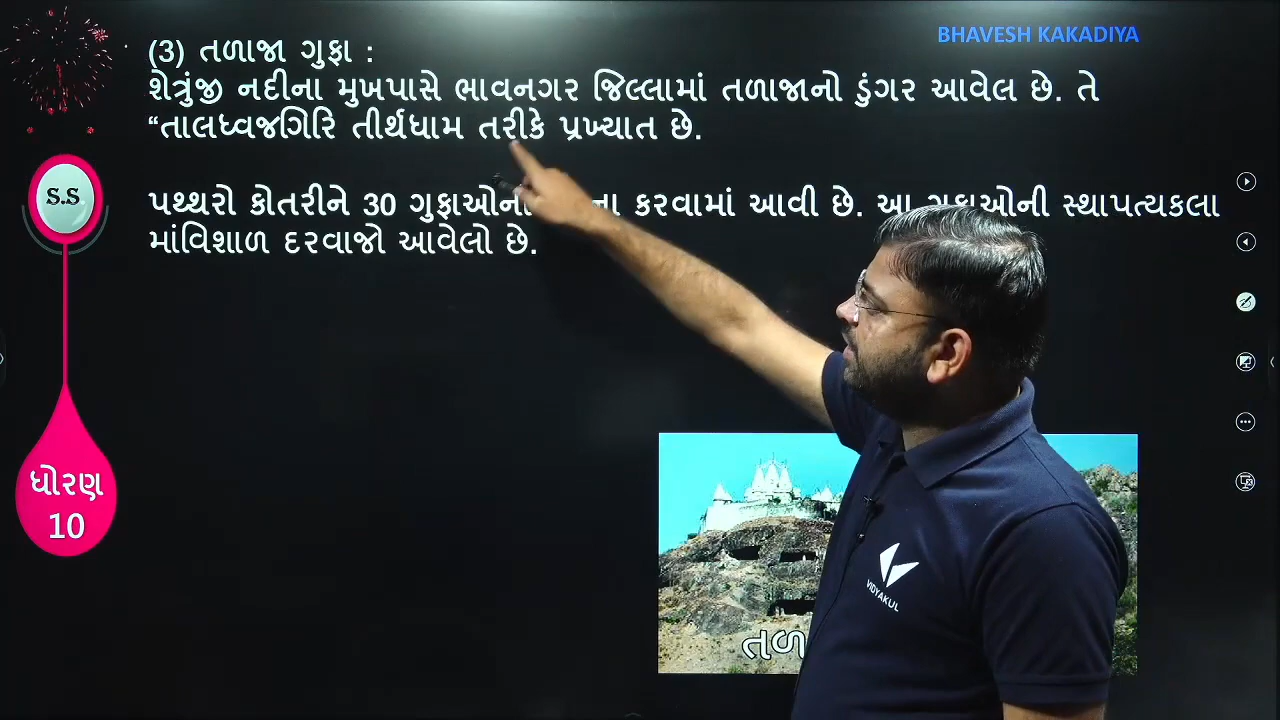 BHAVESH KAKADIYA
(3) તળાજા ગુફા :
શેત્રુંજી નદીના મુખપાસે ભાવનગર જિલ્લામાં તળાજાનો ડુંગર આવેલ છે. તે
“તાલધ્વજગિરિ તીર્થધામ તરીકે પ્રખ્યાત છે.
પથ્થરો કોતરીને 30 ગુફાઓની કરવામાં આવી છે. આ ગુફાઓની સ્થાપત્યકલા
માંવિશાળ દરવાજો આવેલો છે.
S.S
ધોરણ
10
VIDYAKUL